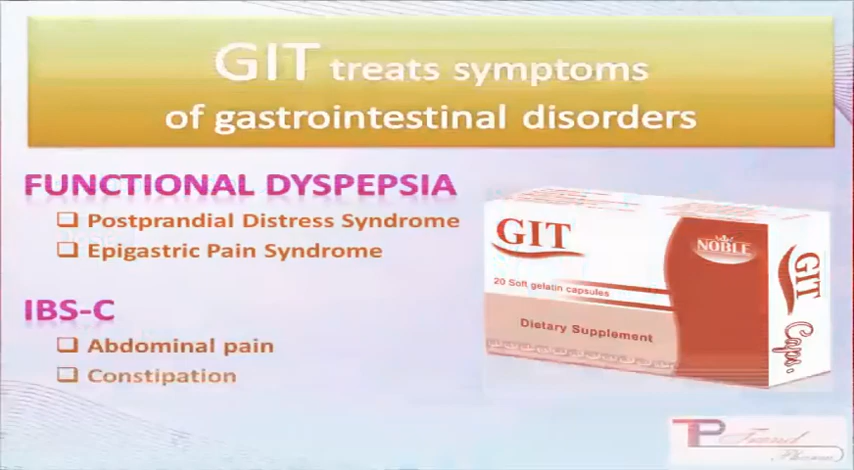 GIT treats symptoms
of gastrointestinal disorders
FUNCTIONAL DYSPEPSIA
Postprandial Distress Syndrome
Epigastric Pain Syndrome
IBS-C
Abdominal pain
Constipation
GIT
NOBLE
20 Soft gelatin capsules
Dietary Supplement
GIT
Caps.
TP